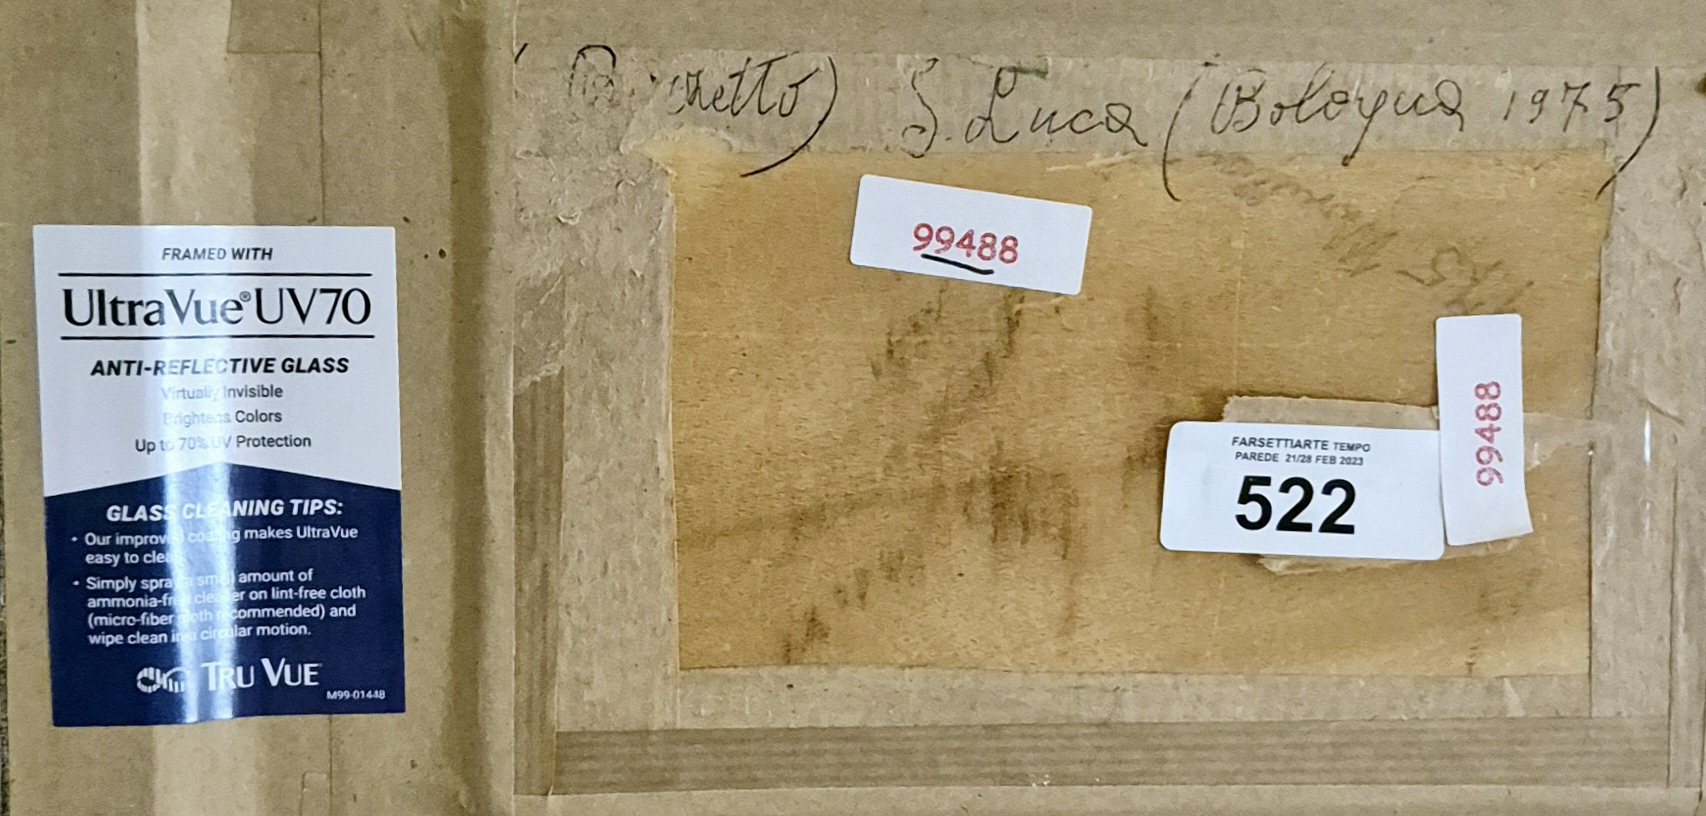 S. Luca (Bologna 1975)
99488
99488
FARSETTIARTE TEMPO
PAREDE 21/28 FEB 2023
522
FRAMED WITH
UltraVue® UV70
ANTI-REFLECTIVE GLASS
Virtually Invisible
Brightens Colors
Up to 70% UV Protection
GLASS CLEANING TIPS:
• Our improved coating makes UltraVue
easy to clean.
• Simply spray a small amount of
ammonia-free cleaner on lint-free cloth
(micro-fiber cloth recommended) and
wipe clean in a circular motion.
TRU VUE
M99-01448